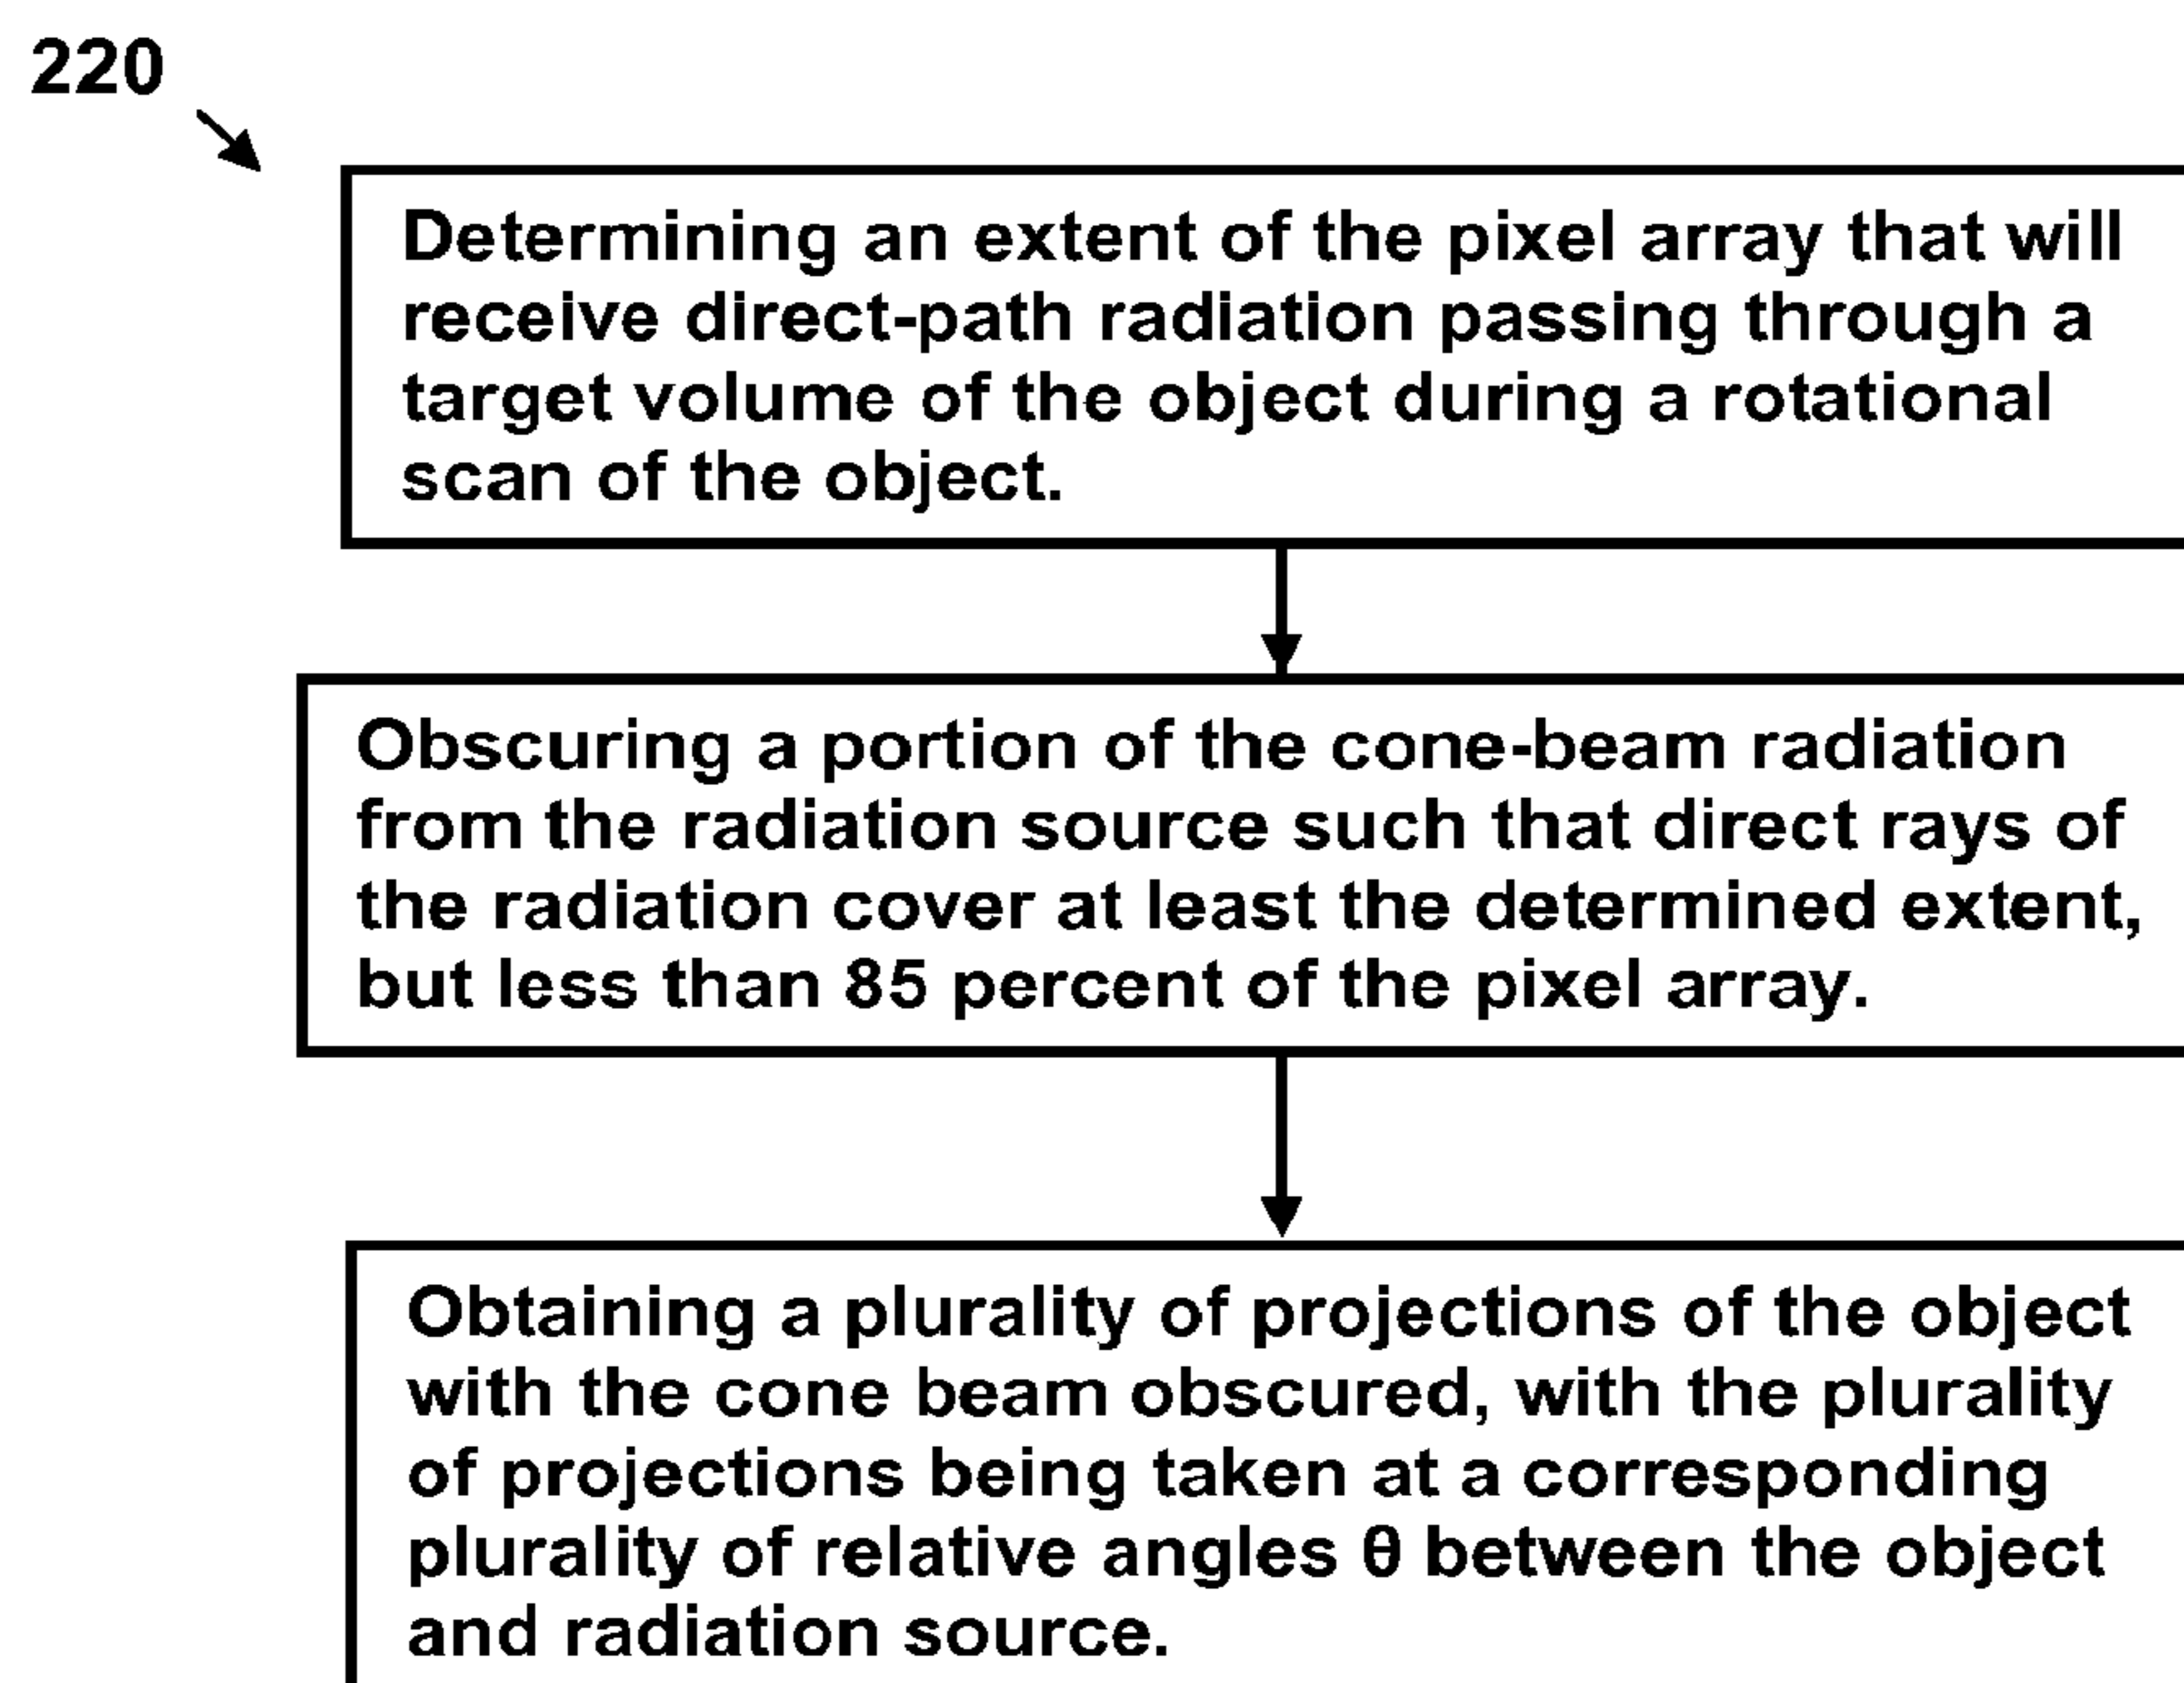 220
Determining an extent of the pixel array that will
receive direct-path radiation passing through a
target volume of the object during a rotational
scan of the object.
Obscuring a portion of the cone-beam radiation
from the radiation source such that direct rays of
the radiation cover at least the determined extent,
but less than 85 percent of the pixel array.
Obtaining a plurality of projections of the object
with the cone beam obscured, with the plurality
of projections being taken at a corresponding
plurality of relative angles θ between the object
and radiation source.